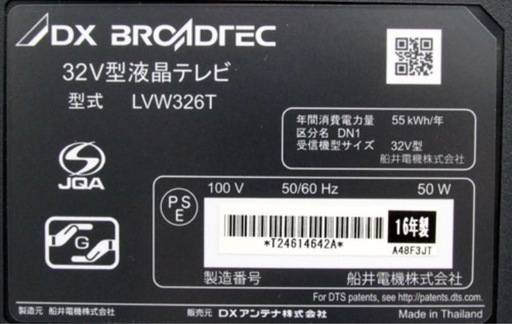 DX BROADTEC
32V型液晶テレビ
型式 LVW326T
年間消費電力量 55 kWh/年
区分名 DN1
受信機型サイズ 32V型
船井電機株式会社
JQA
PS E
100 V 50/60 Hz 50 W
*T24614642A*
16年製
A48F3JT
G
製造番号 船井電機株式会社
For DTS patents, see http://patents.dts.com.
製造元 船井電機株式会社 販売元 DXアンテナ株式会社 Made in Thailand